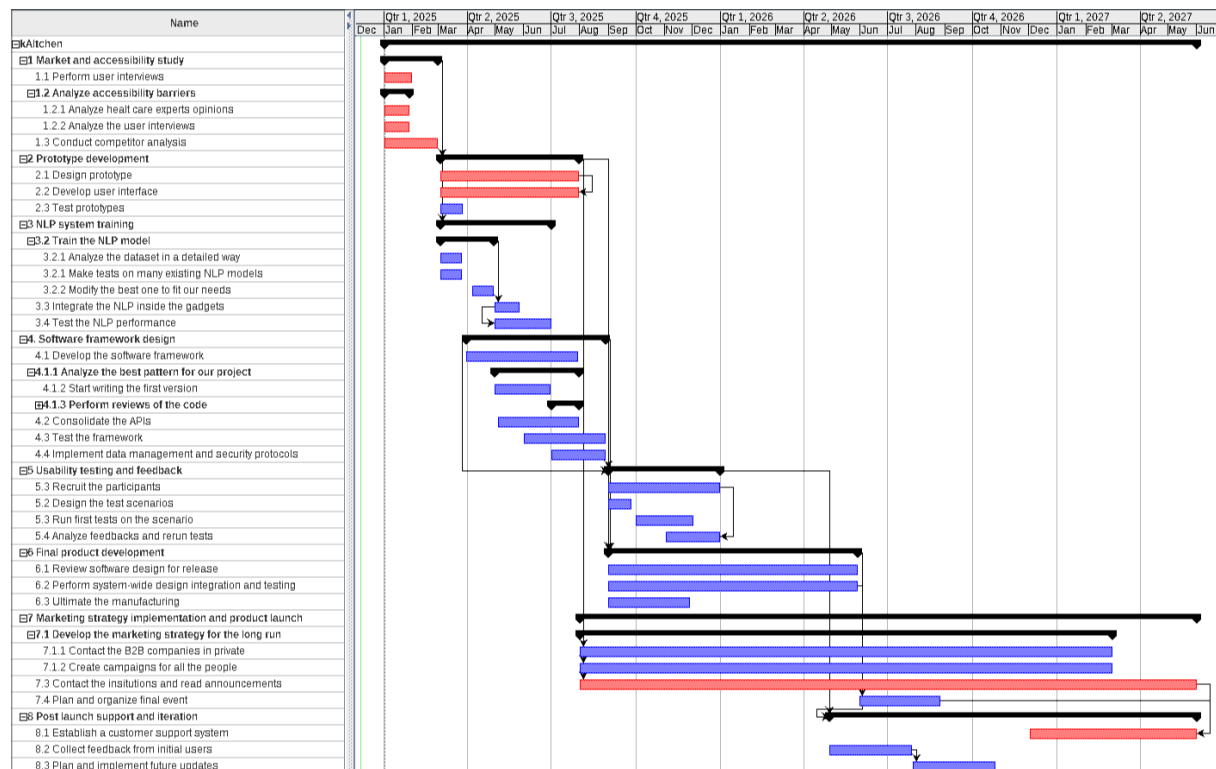 Name
Qtr 1, 2025 Qtr 2, 2025 Qtr 3, 2025 Qtr 4, 2025 Qtr 1, 2026 Qtr 2, 2026 Qtr 3, 2026 Qtr 4, 2026 Qtr 1, 2027 Qtr 2, 2027
Dec Jan Feb Mar Apr May Jun Jul Aug Sep Oct Nov Dec Jan Feb Mar Apr May Jun Jul Aug Sep Oct Nov Dec Jan Feb Mar Apr May Jun
kAItchen
1 Market and accessibility study
1.1 Perform user interviews
1.2 Analyze accessibility barriers
1.2.1 Analyze healt care experts opinions
1.2.2 Analyze the user interviews
1.3 Conduct competitor analysis
2 Prototype development
2.1 Design prototype
2.2 Develop user interface
2.3 Test prototypes
3 NLP system training
3.2 Train the NLP model
3.2.1 Analyze the dataset in a detailed way
3.2.1 Make tests on many existing NLP models
3.2.2 Modify the best one to fit our needs
3.3 Integrate the NLP inside the gadgets
3.4 Test the NLP performance
4. Software framework design
4.1 Develop the software framework
4.1.1 Analyze the best pattern for our project
4.1.2 Start writing the first version
4.1.3 Perform reviews of the code
4.2 Consolidate the APIs
4.3 Test the framework
4.4 Implement data management and security protocols
5 Usability testing and feedback
5.3 Recruit the participants
5.2 Design the test scenarios
5.3 Run first tests on the scenario
5.4 Analyze feedbacks and rerun tests
6 Final product development
6.1 Review software design for release
6.2 Perform system-wide design integration and testing
6.3 Ultimate the manufacturing
7 Marketing strategy implementation and product launch
7.1 Develop the marketing strategy for the long run
7.1.1 Contact the B2B companies in private
7.1.2 Create campaigns for all the people
7.3 Contact the insitutions and read announcements
7.4 Plan and organize final event
8 Post launch support and iteration
8.1 Establish a customer support system
8.2 Collect feedback from initial users
8.3 Plan and implement future updates